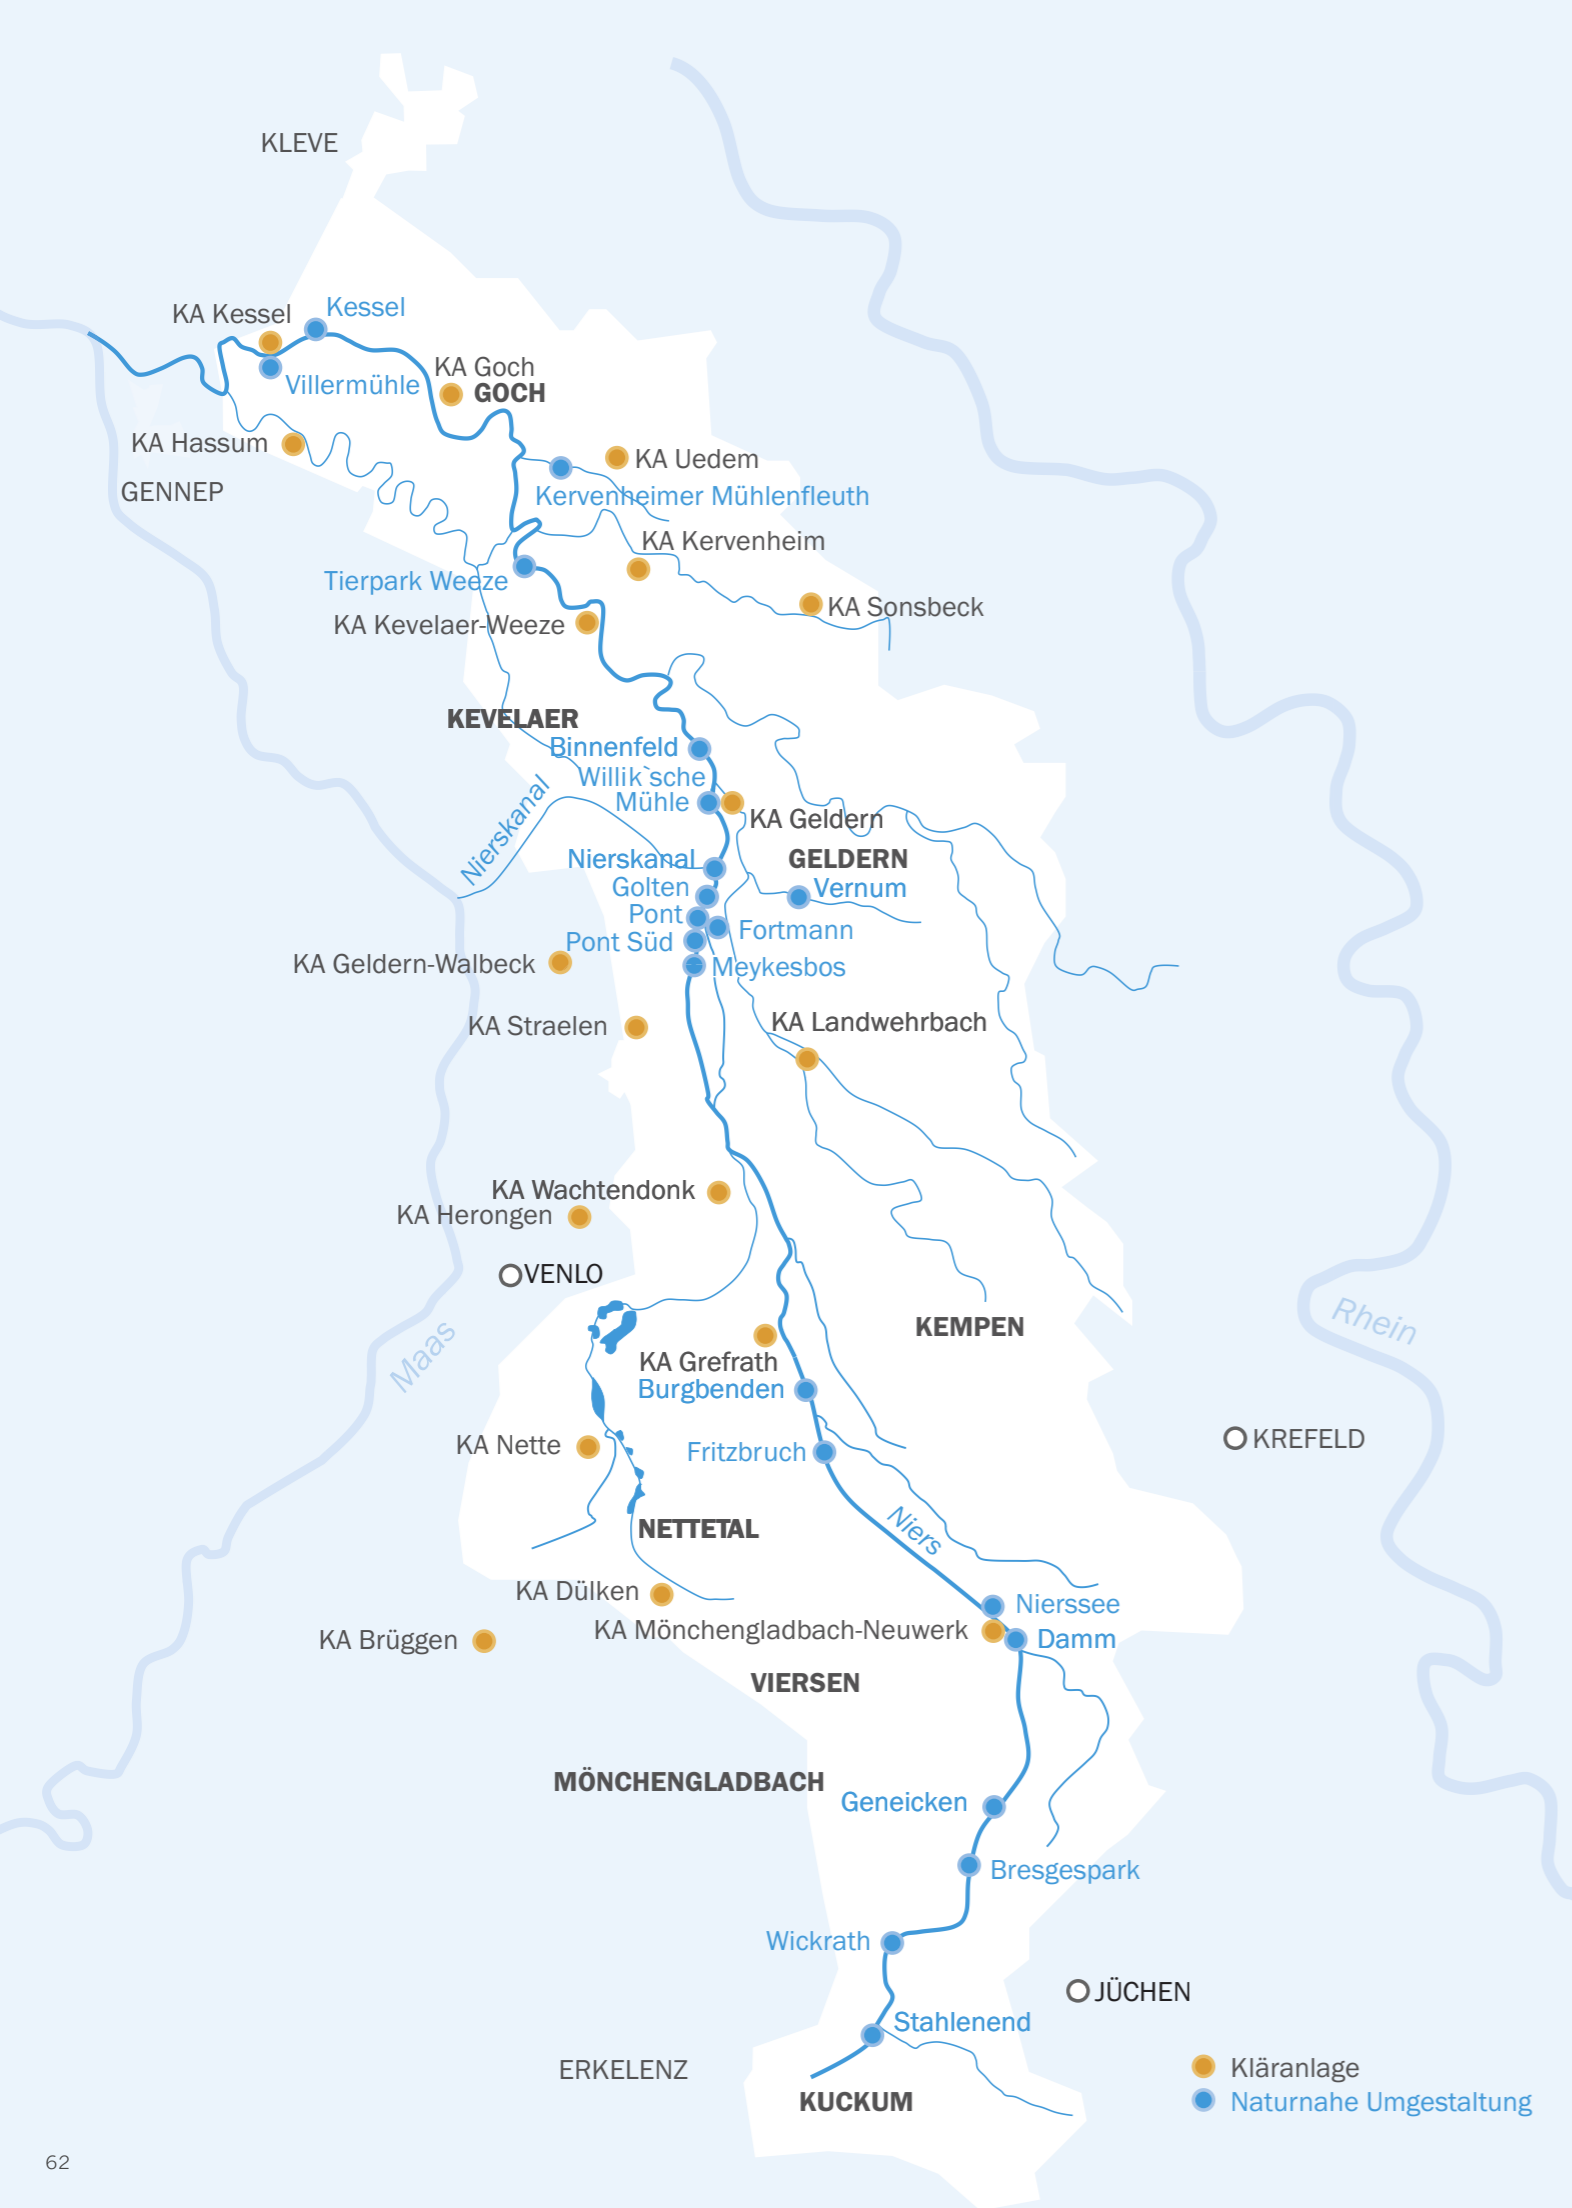 KLEVE
KA Kessel
Kessel
Villermühle
KA Goch
GOCH
KA Hassum
GENNEP
KA Uedem
Kervenheimer Mühlenfleuth
KA Kervenheim
Tierpark Weeze
KA Sonsbeck
KA Kevelaer-Weeze
KEVELAER
Binnenfeld
Willik`sche
Mühle
KA Geldern
Nierskanal
Nierskanal
GELDERN
Golten
Vernum
Pont
Fortmann
Pont Süd
KA Geldern-Walbeck
Meykesbos
KA Straelen
KA Landwehrbach
KA Wachtendonk
KA Herongen
VENLO
Maas
Rhein
KEMPEN
KA Grefrath
Burgbenden
KREFELD
KA Nette
Fritzbruch
Niers
NETTETAL
KA Dülken
Nierssee
KA Mönchengladbach-Neuwerk
Damm
KA Brüggen
VIERSEN
MÖNCHENGLADBACH
Geneicken
Bresgespark
Wickrath
JÜCHEN
Stahlenend
ERKELENZ
KUCKUM
Kläranlage
Naturnahe Umgestaltung
62